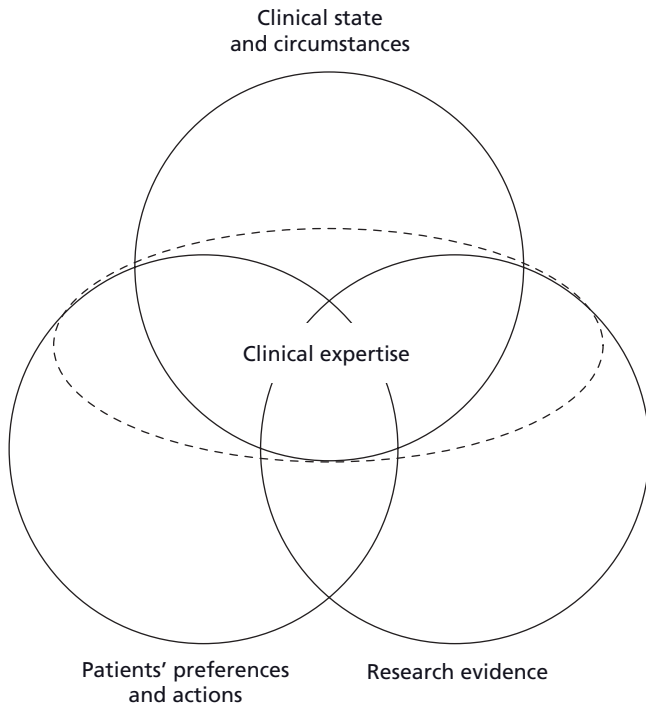 Clinical state
and circumstances
Clinical expertise
Patients’ preferences
and actions
Research evidence